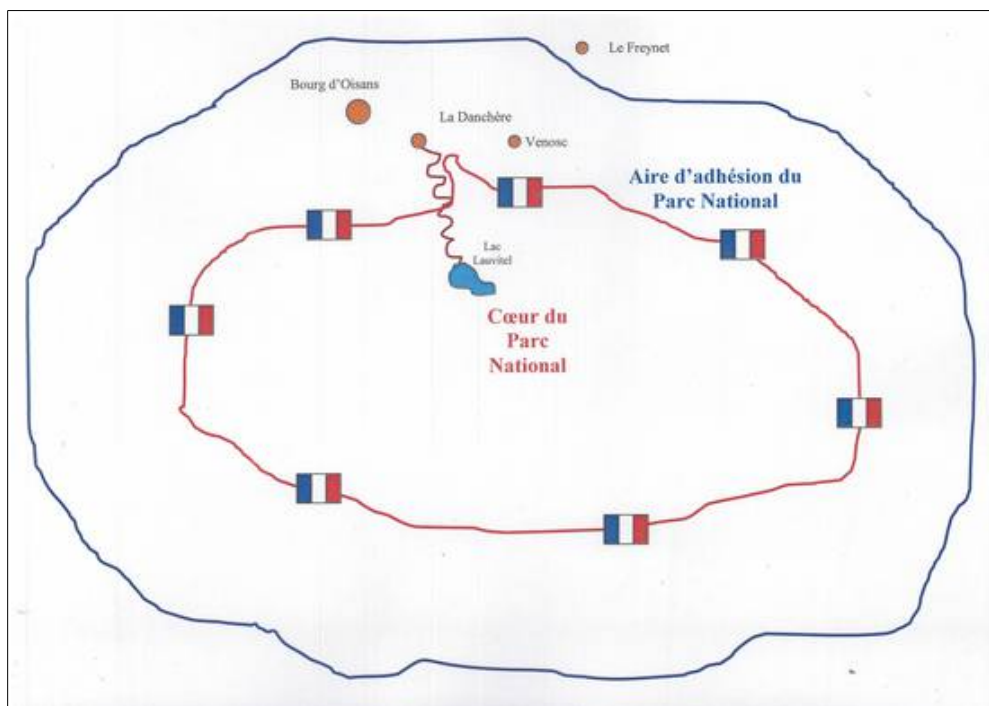 Le Freynet
Bourg d'Oisans
La Danchère
Venosc
Aire d'adhésion du
Parc National
Lac
Lauvitel
Cœur du
Parc
National